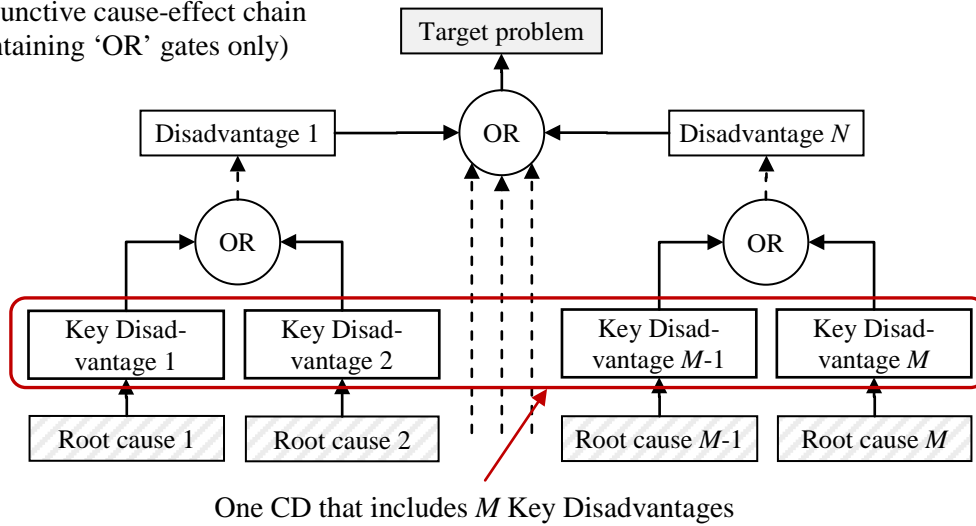 unctive cause-effect chain
ntaining ‘OR’ gates only)
Target problem
Disadvantage 1
OR
Disadvantage N
OR
OR
Key Disad-
vantage 1
Key Disad-
vantage 2
Key Disad-
vantage M-1
Key Disad-
vantage M
Root cause 1
Root cause 2
Root cause M-1
Root cause M
One CD that includes M Key Disadvantages